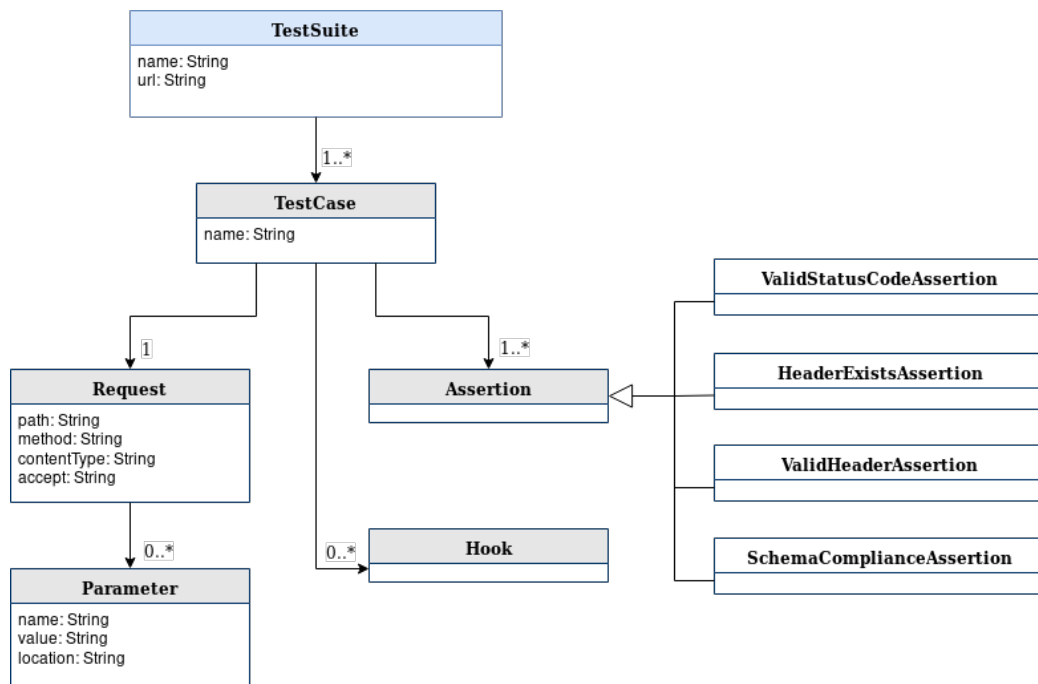 TestSuite
name: String
url: String
1..*
TestCase
name: String
1
Request
path: String
method: String
contentType: String
accept: String
0..*
Parameter
name: String
value: String
location: String
1..*
Assertion
0..*
Hook
ValidStatusCodeAssertion
HeaderExistsAssertion
ValidHeaderAssertion
SchemaComplianceAssertion